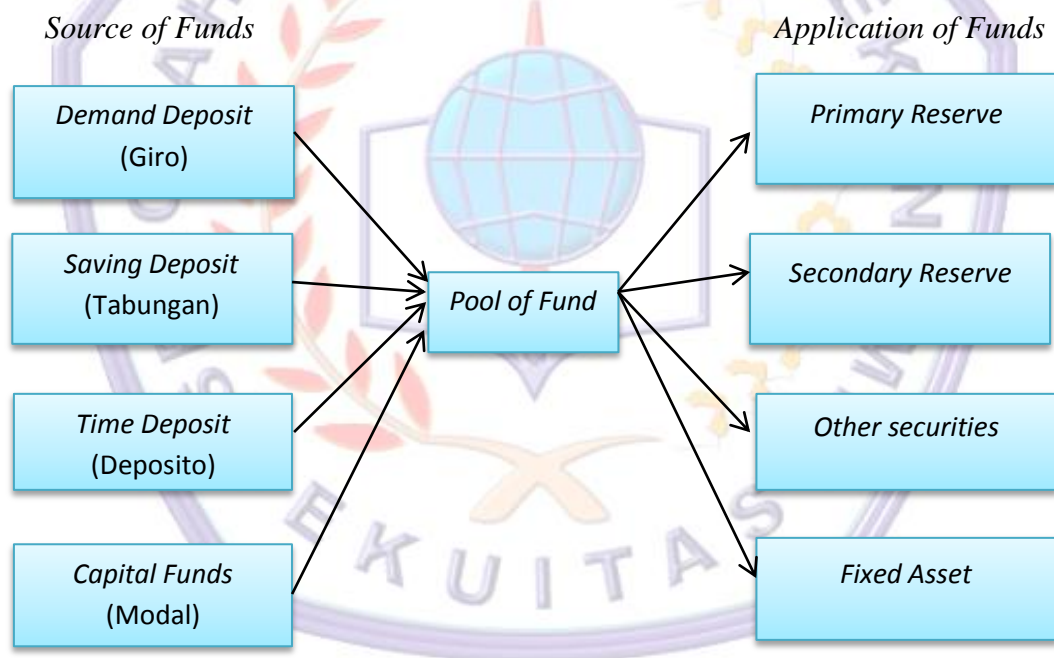 Source of Funds
Application of Funds
Demand Deposit
(Giro)
Saving Deposit
(Tabungan)
Time Deposit
(Deposito)
Capital Funds
(Modal)
Pool of Fund
Primary Reserve
Secondary Reserve
Other securities
Fixed Asset
EKUITAS